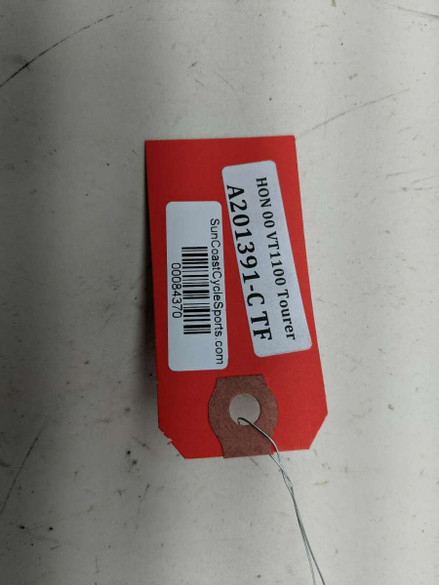 HON 00 VT1100 Tourer
A201391-C TF
SunCoastCycleSports.com
00084370